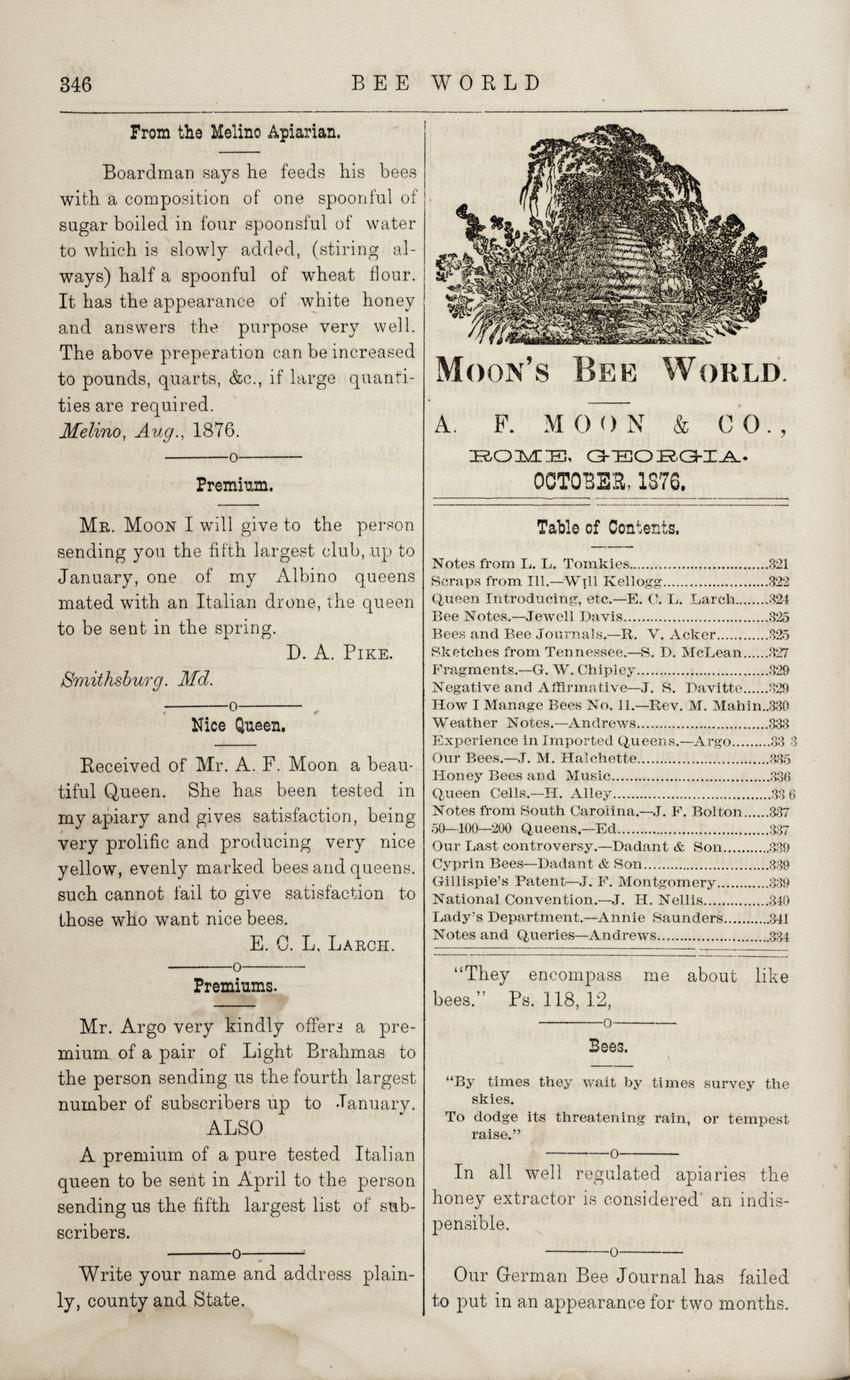 346
BEE WORLD
From the Melino Apiarian.
Boardman says he feeds his bees
with a composition of one spoonful of
sugar boiled in four spoonsful of water
to which is slowly added, (stiring al-
ways) half a spoonful of wheat flour.
It has the appearance of white honey
and answers the purpose very well.
The above preperation can be increased
to pounds, quarts, &c., if large quanti-
ties are required.
Melino, Aug., 1876.
Premium.
MR. MOON I will give to the person
sending you the fifth largest club, up to
January, one of my Albino queens
mated with an Italian drone, the queen
to be sent in the spring.
D. A. PIKE.
Smithsburg. Md.
Nice Queen.
Received of Mr. A. F. Moon a beau-
tiful Queen. She has been tested in
my apiary and gives satisfaction, being
very prolific and producing very nice
yellow, evenly marked bees and queens.
such cannot fail to give satisfaction to
those who want nice bees.
E. C. L. LARCH.
Premiums.
Mr. Argo very kindly offers a pre-
mium of a pair of Light Brahmas to
the person sending us the fourth largest
number of subscribers up to January.
ALSO
A premium of a pure tested Italian
queen to be sent in April to the person
sending us the fifth largest list of sub-
scribers.
Write your name and address plain-
ly, county and State.
MOON'S BEE WORLD.
A. F. MOON & CO.,
ROME, GEORGIA.
OCTOBER, 1876.
Table of Contents.
Notes from L. L. Tomkies..............................321
Scraps from Ill.—Will Kellogg.......................322
Queen Introducing, etc.—E. C. L. Larch........324
Bee Notes.—Jewell Davis................................325
Bees and Bee Journals.—R. V. Acker............325
Sketches from Tennessee.—S. D. McLean......327
Fragments.—G. W. Chipley.............................329
Negative and Affirmative—J. S. Davitte......329
How I Manage Bees No. 11.—Rev. M. Mahin..330
Weather Notes.—Andrews.............................333
Experience in Imported Queens.—Argo.........33 3
Our Bees.—J. M. Halchette.............................335
Honey Bees and Music...................................336
Queen Cells.—H. Alley...................................33 6
Notes from South Carolina.—J. F. Bolton......337
50—100—200 Queens.—Ed.................................337
Our Last controversy.—Dadant & Son..........339
Cyprin Bees—Dadant & Son...........................339
Gillispie's Patent—J. F. Montgomery............339
National Convention.—J. H. Nellis...............340
Lady's Department.—Annie Saunders..........341
Notes and Queries—Andrews.........................334
"They encompass me about like
bees." Ps. 118, 12,
Bees.
"By times they wait by times survey the
skies.
To dodge its threatening rain, or tempest
raise."
In all well regulated apiaries the
honey extractor is considered an indis-
pensible.
Our German Bee Journal has failed
to put in an appearance for two months.